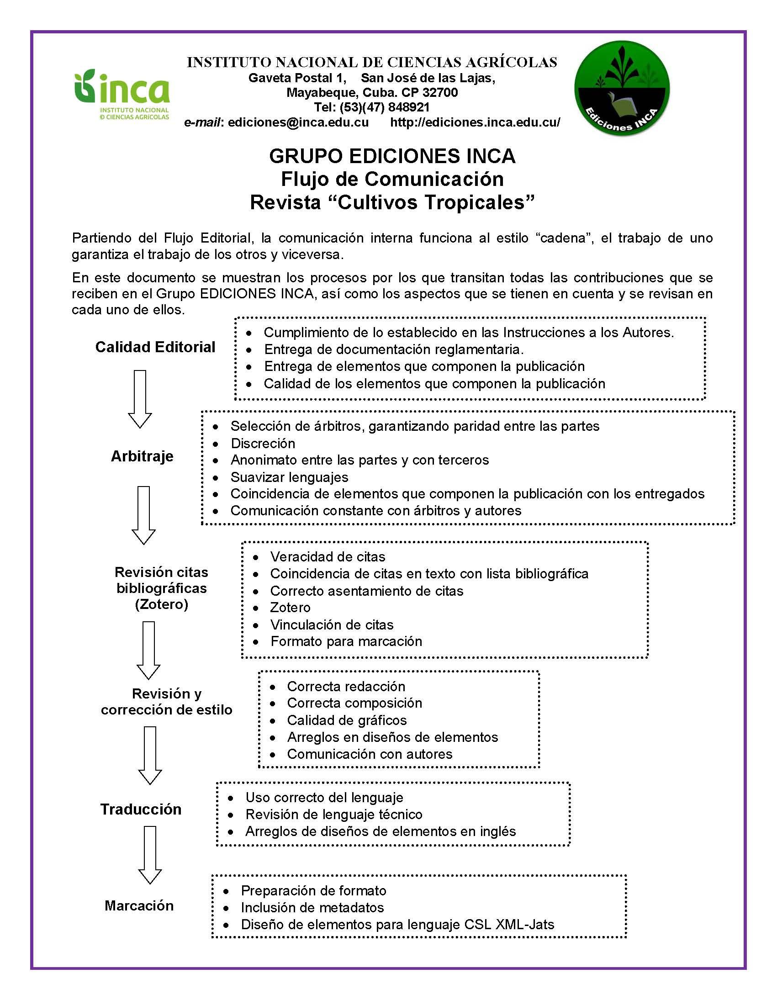 INSTITUTO NACIONAL DE CIENCIAS AGRÍCOLAS
Gaveta Postal 1, San José de las Lajas,
Mayabeque, Cuba. CP 32700
Tel: (53)(47) 848921
e-mail: ediciones@inca.edu.cu http://ediciones.inca.edu.cu/
inca
INSTITUTO NACIONAL
Ð CIENCIAS AGRÍCOLAS
Ediciones INCA
GRUPO EDICIONES INCA
Flujo de Comunicación
Revista “Cultivos Tropicales”
Partiendo del Flujo Editorial, la comunicación interna funciona al estilo “cadena”, el trabajo de uno
garantiza el trabajo de los otros y viceversa.
En este documento se muestran los procesos por los que transitan todas las contribuciones que se
reciben en el Grupo EDICIONES INCA, así como los aspectos que se tienen en cuenta y se revisan en
cada uno de ellos.
Calidad Editorial
• Cumplimiento de lo establecido en las Instrucciones a los Autores.
• Entrega de documentación reglamentaria.
• Entrega de elementos que componen la publicación
• Calidad de los elementos que componen la publicación
Arbitraje
• Selección de árbitros, garantizando paridad entre las partes
• Discreción
• Anonimato entre las partes y con terceros
• Suavizar lenguajes
• Coincidencia de elementos que componen la publicación con los entregados
• Comunicación constante con árbitros y autores
Revisión citas
bibliográficas
(Zotero)
• Veracidad de citas
• Coincidencia de citas en texto con lista bibliográfica
• Correcto asentamiento de citas
• Zotero
• Vinculación de citas
• Formato para marcación
Revisión y
corrección de estilo
• Correcta redacción
• Correcta composición
• Calidad de gráficos
• Arreglos en diseños de elementos
• Comunicación con autores
Traducción
• Uso correcto del lenguaje
• Revisión de lenguaje técnico
• Arreglos de diseños de elementos en inglés
Marcación
• Preparación de formato
• Inclusión de metadatos
• Diseño de elementos para lenguaje CSL XML-Jats